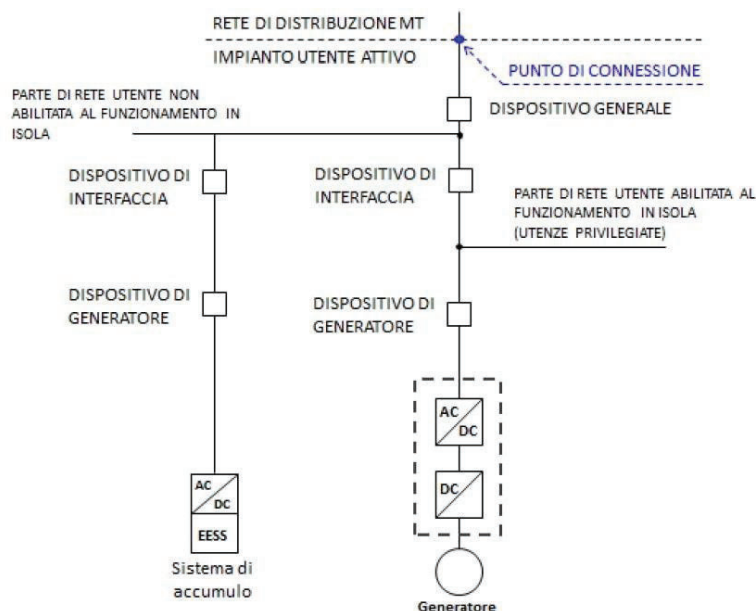 RETE DI DISTRIBUZIONE MT
IMPIANTO UTENTE ATTIVO
PUNTO DI CONNESSIONE
PARTE DI RETE UTENTE NON
ABILITATA AL FUNZIONAMENTO IN
ISOLA
DISPOSITIVO GENERALE
DISPOSITIVO DI
INTERFACCIA
DISPOSITIVO DI
INTERFACCIA
PARTE DI RETE UTENTE ABILITATA AL
FUNZIONAMENTO IN ISOLA
(UTENZE PRIVILEGIATE)
DISPOSITIVO DI
GENERATORE
DISPOSITIVO DI
GENERATORE
AC
DC
DC
AC
DC
EESS
Sistema di
accumulo
Generatore